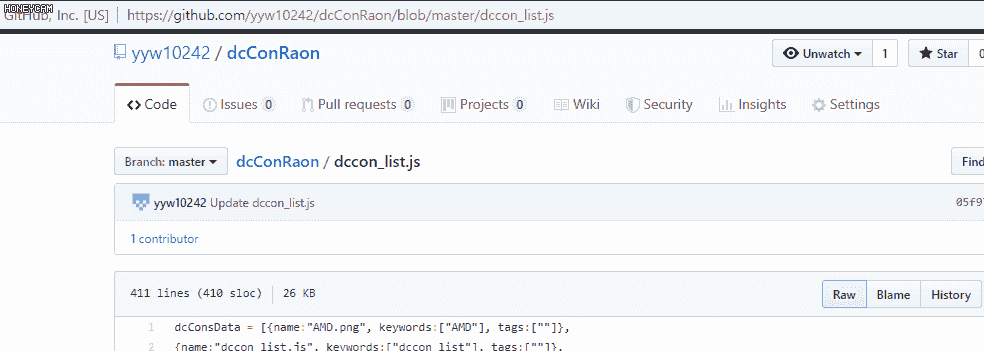 HONEYCAM
GitHub, Inc. [US] | https://github.com/yyw10242/dcConRaon/blob/master/dccon_list.js
yyw10242 / dcConRaon
Unwatch 1 Star 0
Code Issues 0 Pull requests 0 Projects 0 Wiki Security Insights Settings
Branch: master dcConRaon / dccon_list.js Find
yyw10242 Update dccon_list.js 05f97
1 contributor
411 lines (410 sloc) 26 KB Raw Blame History
1 dcConsData = [{name:"AMD.png", keywords:["AMD"], tags:[""]},
2 {name:"dccon_list.js", keywords:["dccon_list"], tags:[""]},